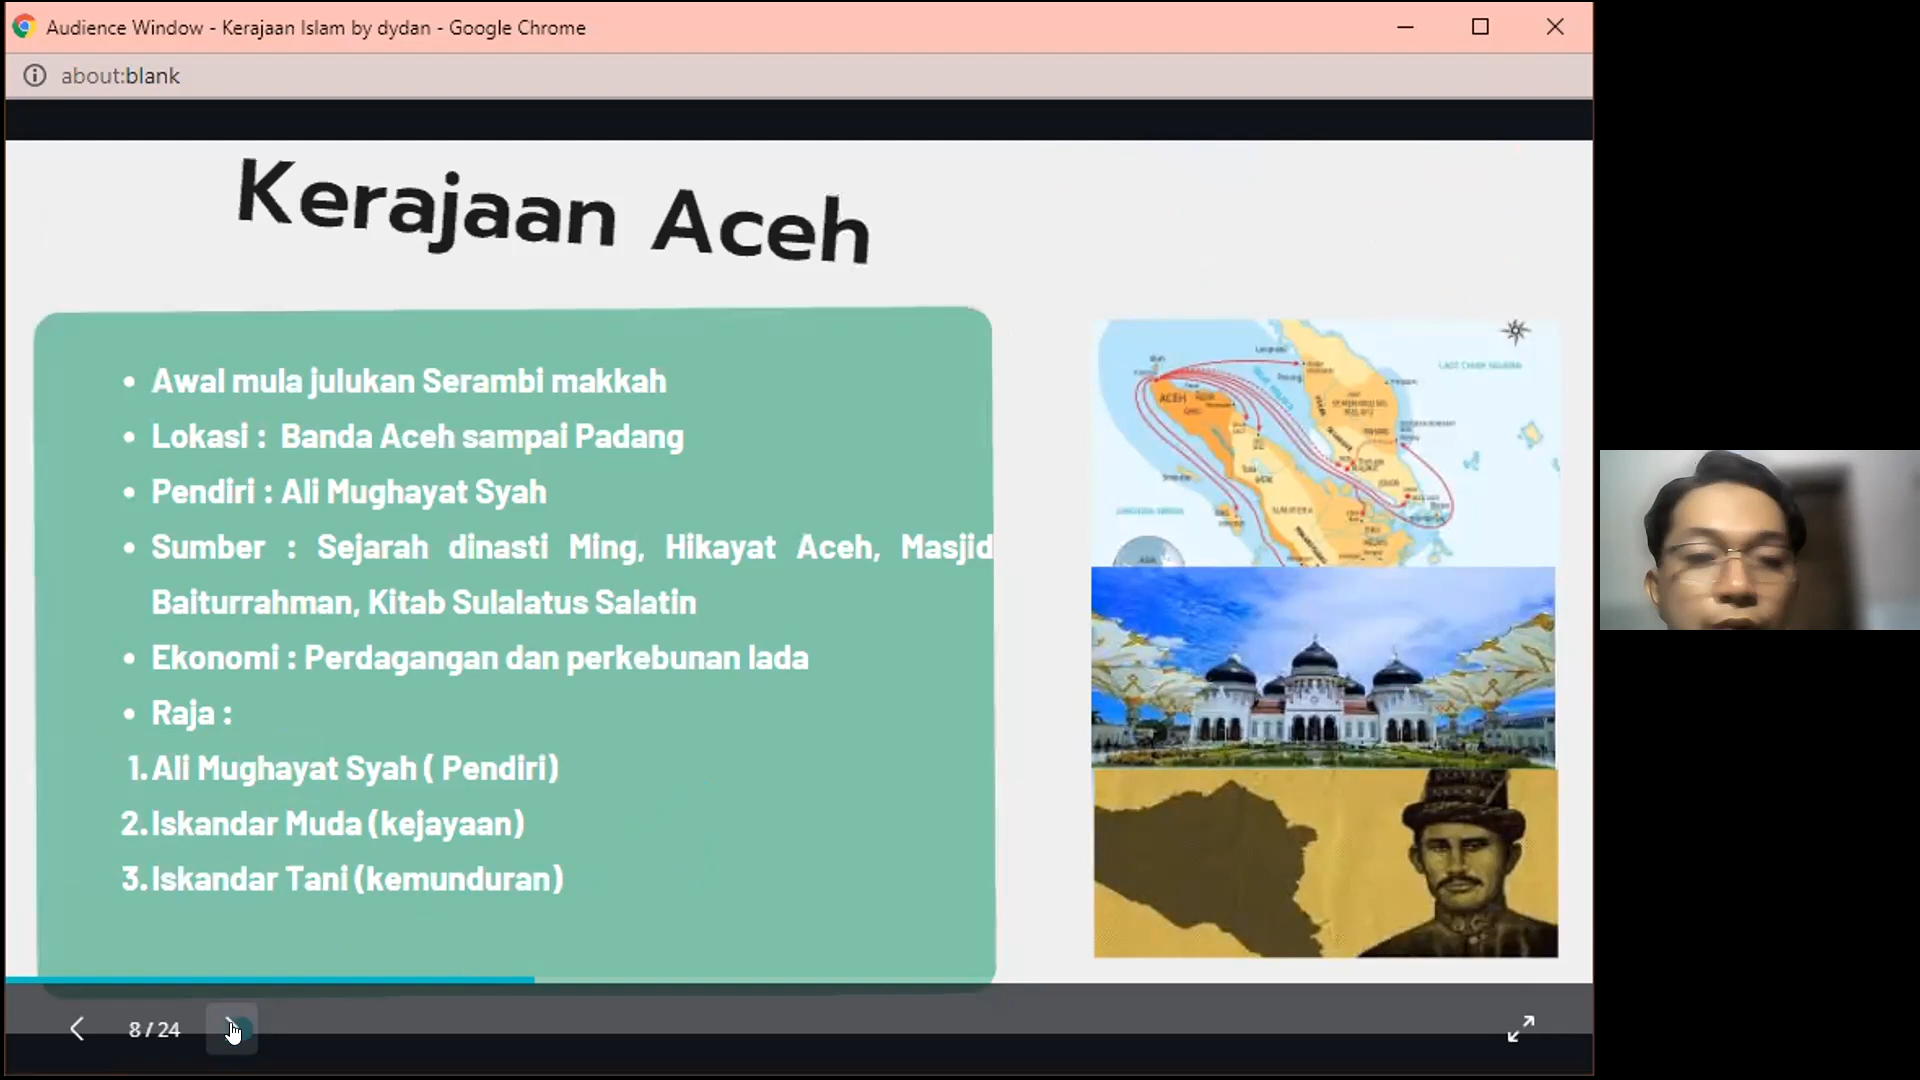 Audience Window - Kerajaan Islam by dydan - Google Chrome
about:blank
Kerajaan Aceh
• Awal mula julukan Serambi makkah
• Lokasi : Banda Aceh sampai Padang
• Pendiri : Ali Mughayat Syah
• Sumber : Sejarah dinasti Ming, Hikayat Aceh, Masjid
Baiturrahman, Kitab Sulalatus Salatin
• Ekonomi : Perdagangan dan perkebunan lada
• Raja :
1. Ali Mughayat Syah ( Pendiri)
2. Iskandar Muda (kejayaan)
3. Iskandar Tani (kemunduran)
ACEH
SUMATERA
8 / 24